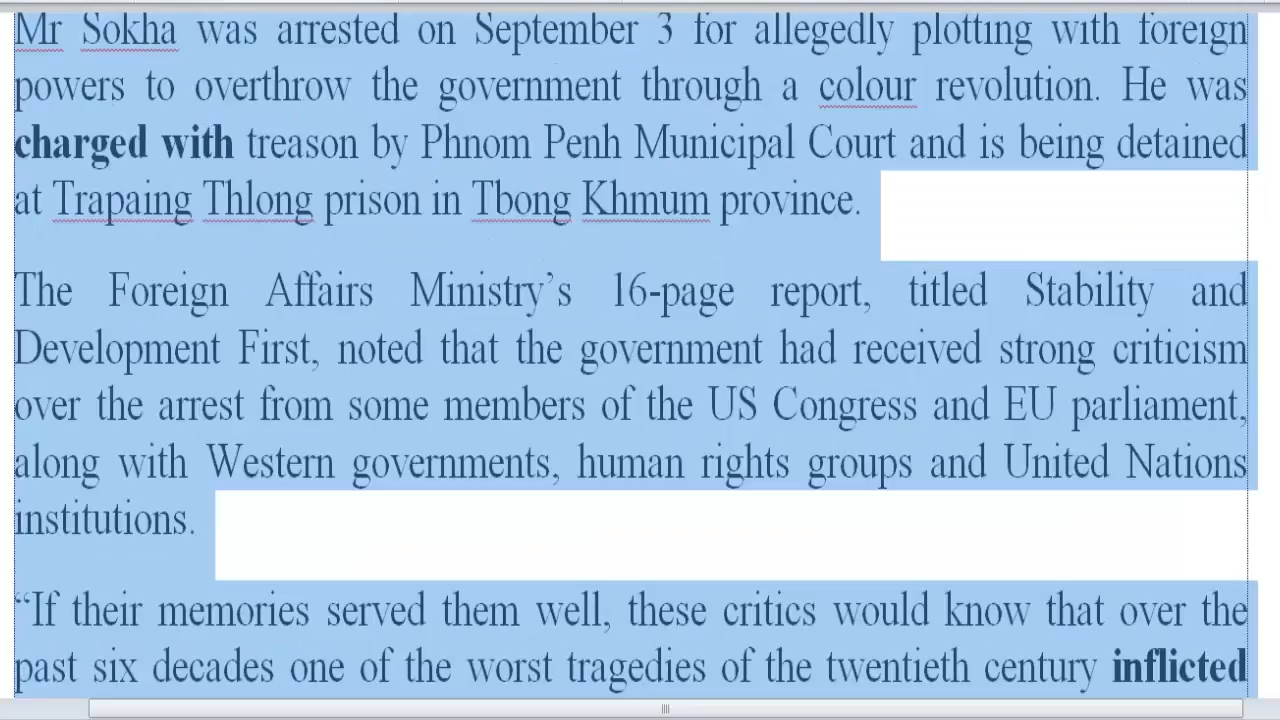 Mr Sokha was arrested on September 3 for allegedly plotting with foreign
powers to overthrow the government through a colour revolution. He was
charged with treason by Phnom Penh Municipal Court and is being detained
at Trapaing Thlong prison in Tbong Khmum province.
The Foreign Affairs Ministry’s 16-page report, titled Stability and
Development First, noted that the government had received strong criticism
over the arrest from some members of the US Congress and EU parliament,
along with Western governments, human rights groups and United Nations
institutions.
“If their memories served them well, these critics would know that over the
past six decades one of the worst tragedies of the twentieth century inflicted